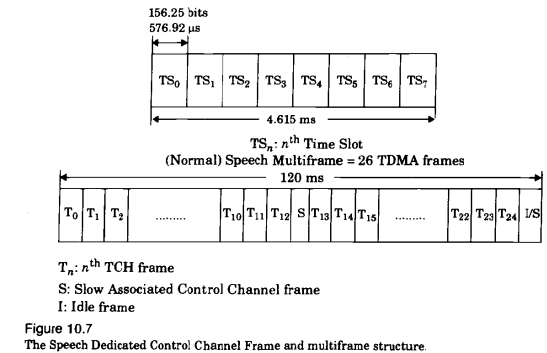 156.25 bits
576.92 μs
TS₀ TS₁ TS₂ TS₃ TS₄ TS₅ TS₆ TS₇
4.615 ms
TSₙ: nᵗʰ Time Slot
(Normal) Speech Multiframe = 26 TDMA frames
120 ms
T₀ T₁ T₂ ......... T₁₀ T₁₁ T₁₂ S T₁₃ T₁₄ T₁₅ ......... T₂₂ T₂₃ T₂₄ I/S
Tₙ: nᵗʰ TCH frame
S: Slow Associated Control Channel frame
I: Idle frame
Figure 10.7
The Speech Dedicated Control Channel Frame and multiframe structure.